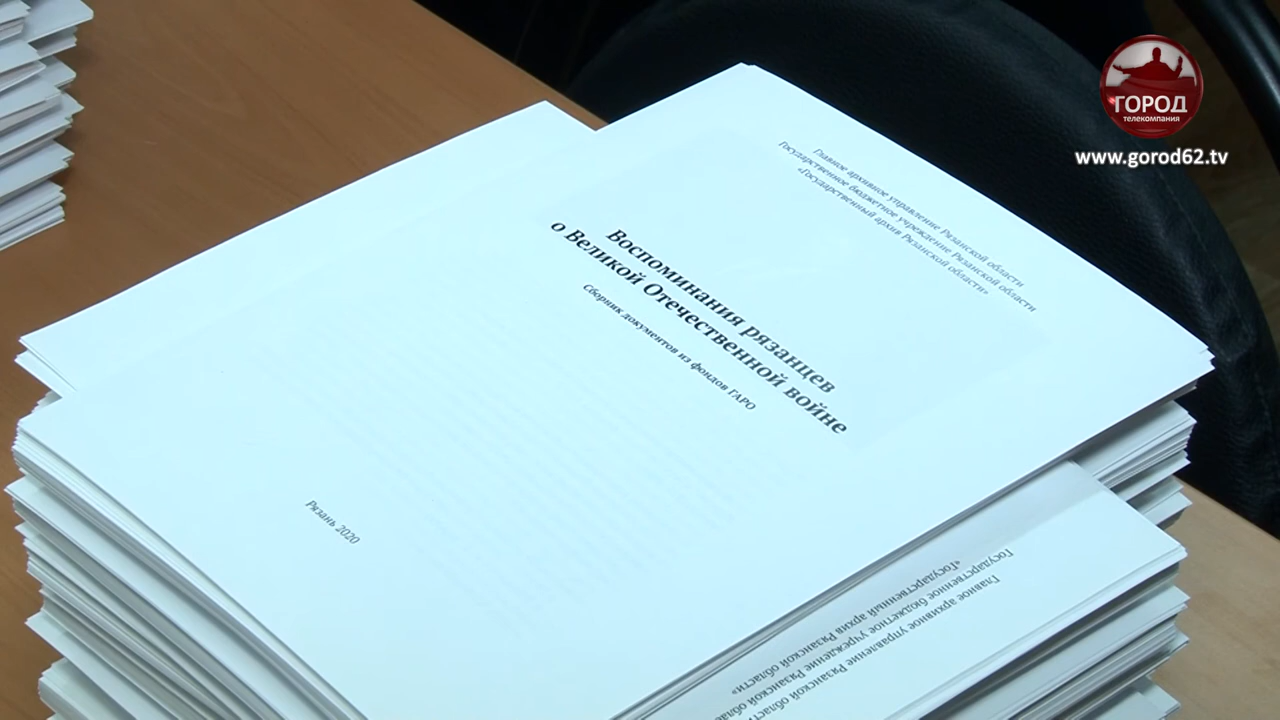 ГОРОД
телекомпания
www.gorod62.tv
Главное архивное управление Рязанской области
Государственное бюджетное учреждение Рязанской области
«Государственный архив Рязанской области»
Воспоминания рязанцев
о Великой Отечественной войне
Сборник документов из фондов ГАРО
Рязань 2020
Главное архивное управление Рязанской области
Государственное бюджетное учреждение Рязанской
«Государственный архив Рязанской области»